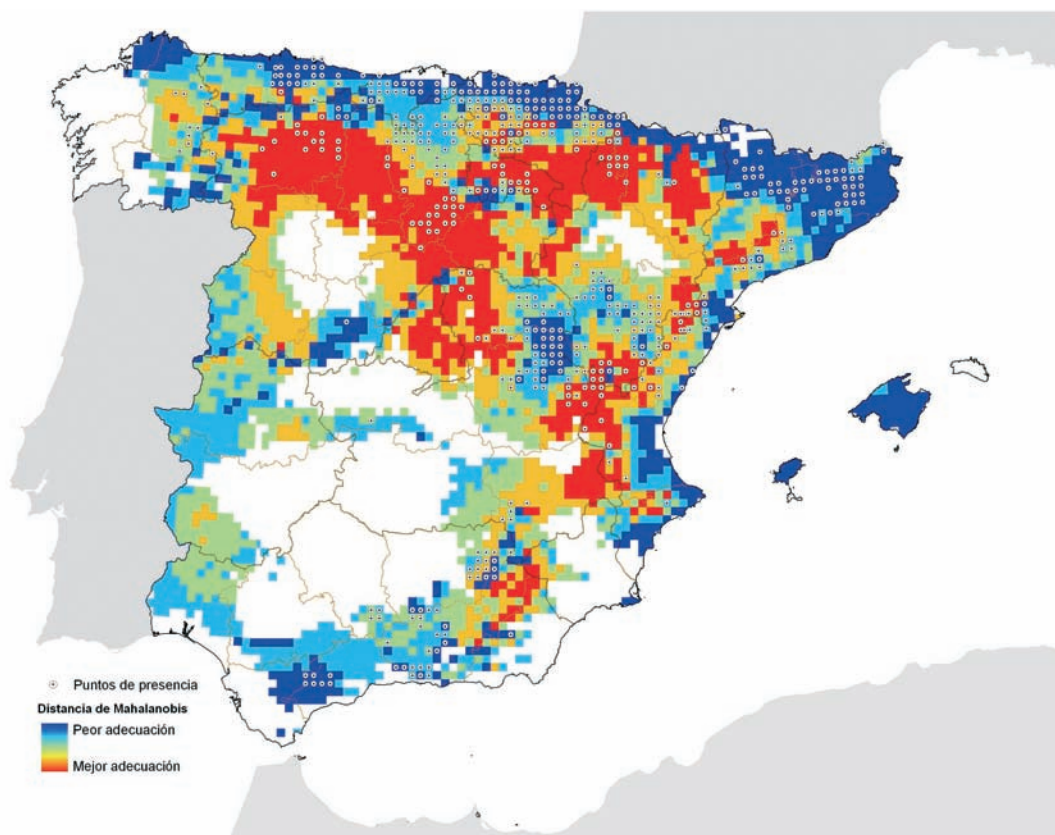 Puntos de presencia
Distancia de Mahalanobis
Peor adecuación
Mejor adecuación